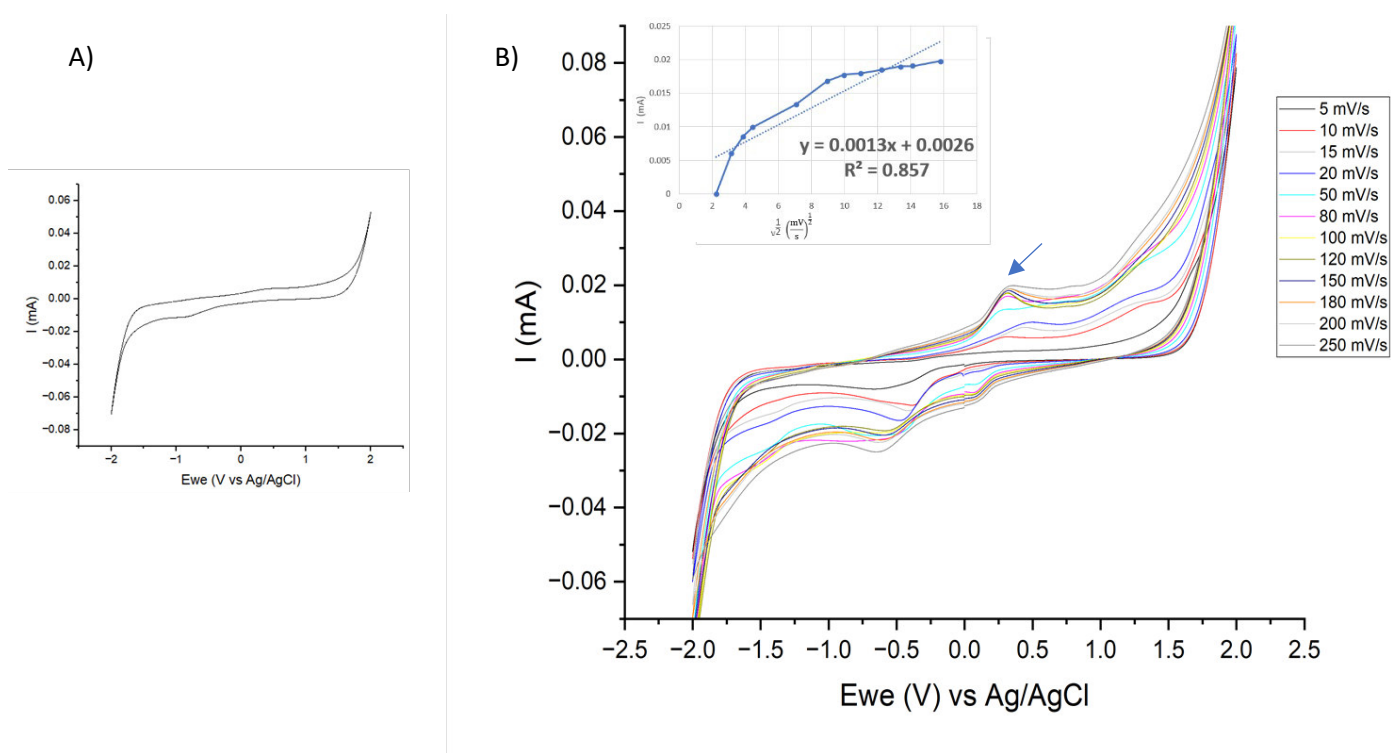 A)
0.06
0.04
0.02
0.00
−0.02
−0.04
−0.06
−0.08
I (mA)
−2
−1
0
1
2
Ewe (V vs Ag/AgCl)
B)
0.08
0.06
0.04
0.02
0.00
−0.02
−0.04
−0.06
I (mA)
−2.5
−2.0
−1.5
−1.0
−0.5
0.0
0.5
1.0
1.5
2.0
2.5
Ewe (V) vs Ag/AgCl
0.025
0.02
0.015
0.01
0.005
0
I (mA)
0
2
4
6
8
10
12
14
16
18
y = 0.0013x + 0.0026
R² = 0.857
v^(1/2) (mV/s)^(1/2)
5 mV/s
10 mV/s
15 mV/s
20 mV/s
50 mV/s
80 mV/s
100 mV/s
120 mV/s
150 mV/s
180 mV/s
200 mV/s
250 mV/s